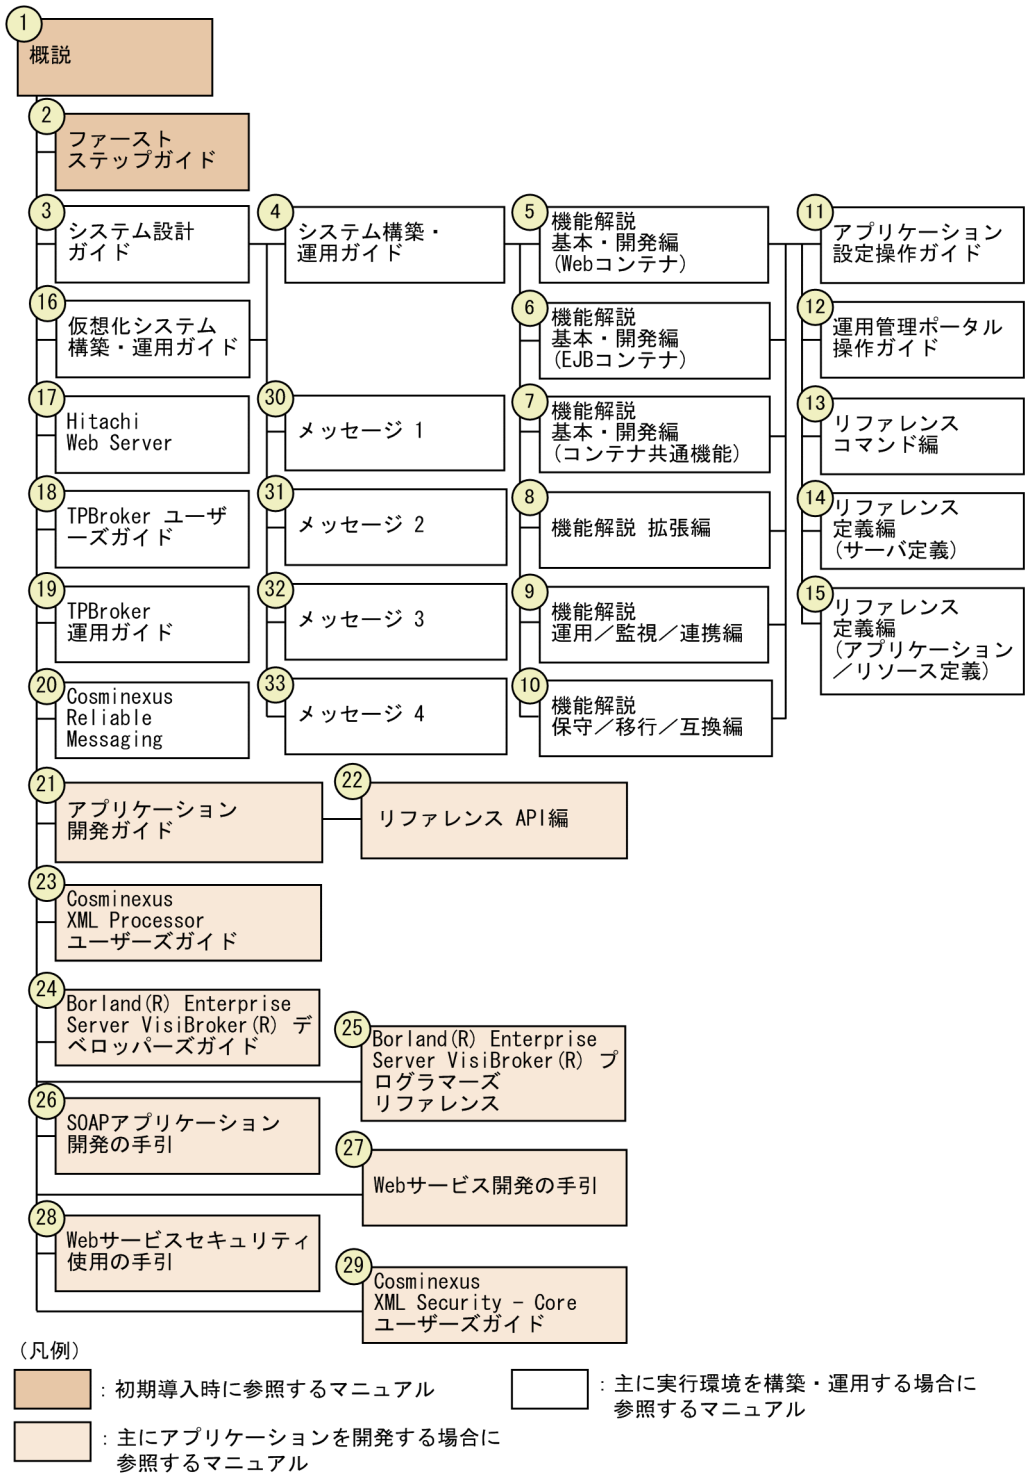 1
概説
2
ファースト
ステップガイド
3
システム設計
ガイド
4
システム構築・
運用ガイド
5
機能解説
基本・開発編
(Webコンテナ)
11
アプリケーション
設定操作ガイド
16
仮想化システム
構築・運用ガイド
6
機能解説
基本・開発編
(EJBコンテナ)
12
運用管理ポータル
操作ガイド
17
Hitachi
Web Server
30
メッセージ 1
7
機能解説
基本・開発編
(コンテナ共通機能)
13
リファレンス
コマンド編
18
TPBroker ユーザ
ーズガイド
31
メッセージ 2
8
機能解説 拡張編
14
リファレンス
定義編
(サーバ定義)
19
TPBroker
運用ガイド
32
メッセージ 3
9
機能解説
運用／監視／連携編
15
リファレンス
定義編
(アプリケーション
／リソース定義)
20
Cosminexus
Reliable
Messaging
33
メッセージ 4
10
機能解説
保守／移行／互換編
21
アプリケーション
開発ガイド
22
リファレンス API編
23
Cosminexus
XML Processor
ユーザーズガイド
24
Borland(R) Enterprise
Server VisiBroker(R) デ
ベロッパーズガイド
25
Borland(R) Enterprise
Server VisiBroker(R) プ
ログラマーズ
リファレンス
26
SOAPアプリケーション
開発の手引
27
Webサービス開発の手引
28
Webサービスセキュリティ
使用の手引
29
Cosminexus
XML Security - Core
ユーザーズガイド
(凡例)
：初期導入時に参照するマニュアル
：主に実行環境を構築・運用する場合に
参照するマニュアル
：主にアプリケーションを開発する場合に
参照するマニュアル